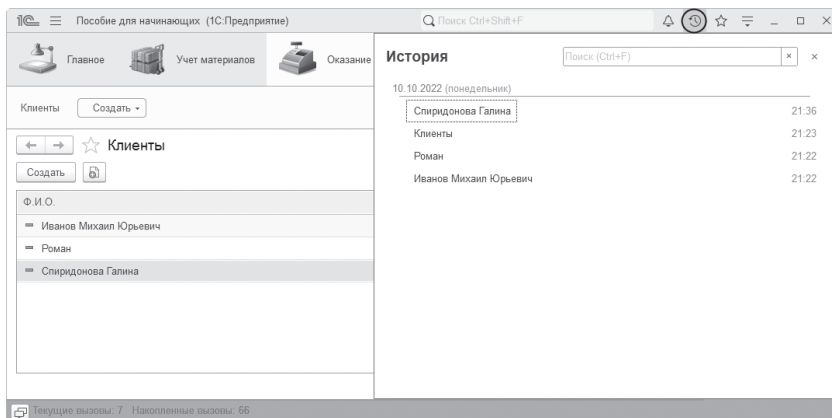 1С Пособие для начинающих (1С:Предприятие) Поиск Ctrl+Shift+F
Главное Учет материалов Оказание
Клиенты Создать
Клиенты
Создать
Ф.И.О.
Иванов Михаил Юрьевич
Роман
Спиридонова Галина
История Поиск (Ctrl+F) × ×
10.10.2022 (понедельник)
Спиридонова Галина 21:36
Клиенты 21:23
Роман 21:22
Иванов Михаил Юрьевич 21:22
Текущие вызовы: 7 Накопленные вызовы: 66